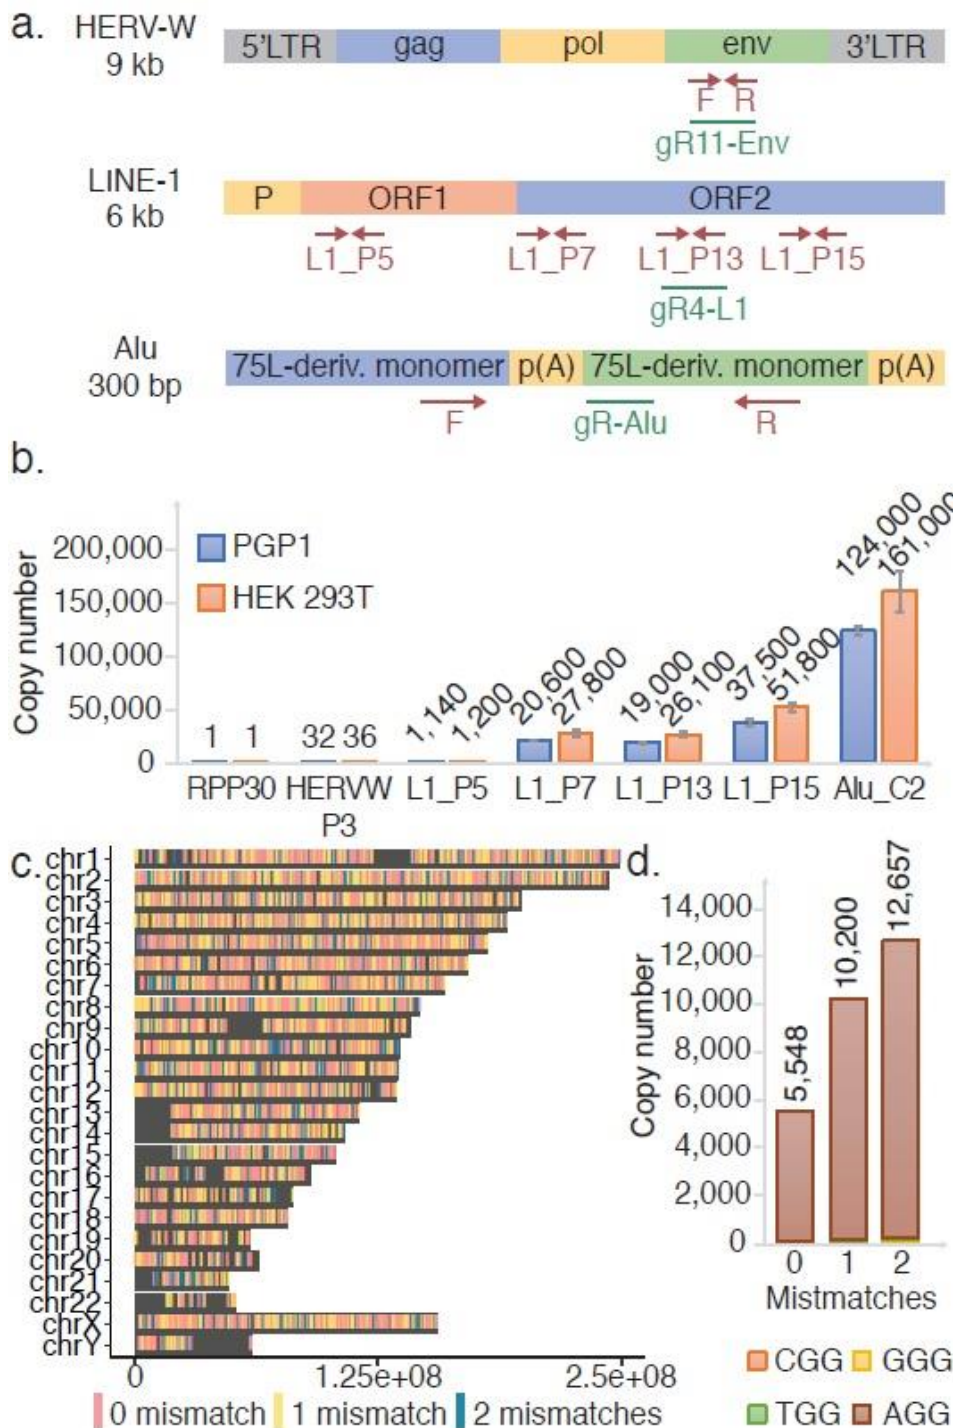 a.
HERV-W
9 kb
5'LTR gag pol env 3'LTR
F R
gR11-Env
LINE-1
6 kb
P ORF1 ORF2
L1_P5 L1_P7 L1_P13 L1_P15
gR4-L1
Alu
300 bp
75L-deriv. monomer p(A) 75L-deriv. monomer p(A)
F gR-Alu R
b.
Copy number
200,000
150,000
100,000
50,000
0
PGP1
HEK 293T
1 1 32 36 1,140 1,200 20,600 27,800 19,000 26,100 37,500 51,800 124,000 161,000
RPP30 HERVW P3 L1_P5 L1_P7 L1_P13 L1_P15 Alu_C2
c.
chr1
chr2
chr3
chr4
chr5
chr6
chr7
chr8
chr9
chr10
chr11
chr12
chr13
chr14
chr15
chr16
chr17
chr18
chr19
chr20
chr21
chr22
chrX
chrY
0 1.25e+08 2.5e+08
0 mismatch 1 mismatch 2 mismatches
d.
Copy number
14,000
12,000
10,000
8,000
6,000
4,000
2,000
0
5,548 10,200 12,657
0 1 2
Mistmatches
CGG GGG
TGG AGG